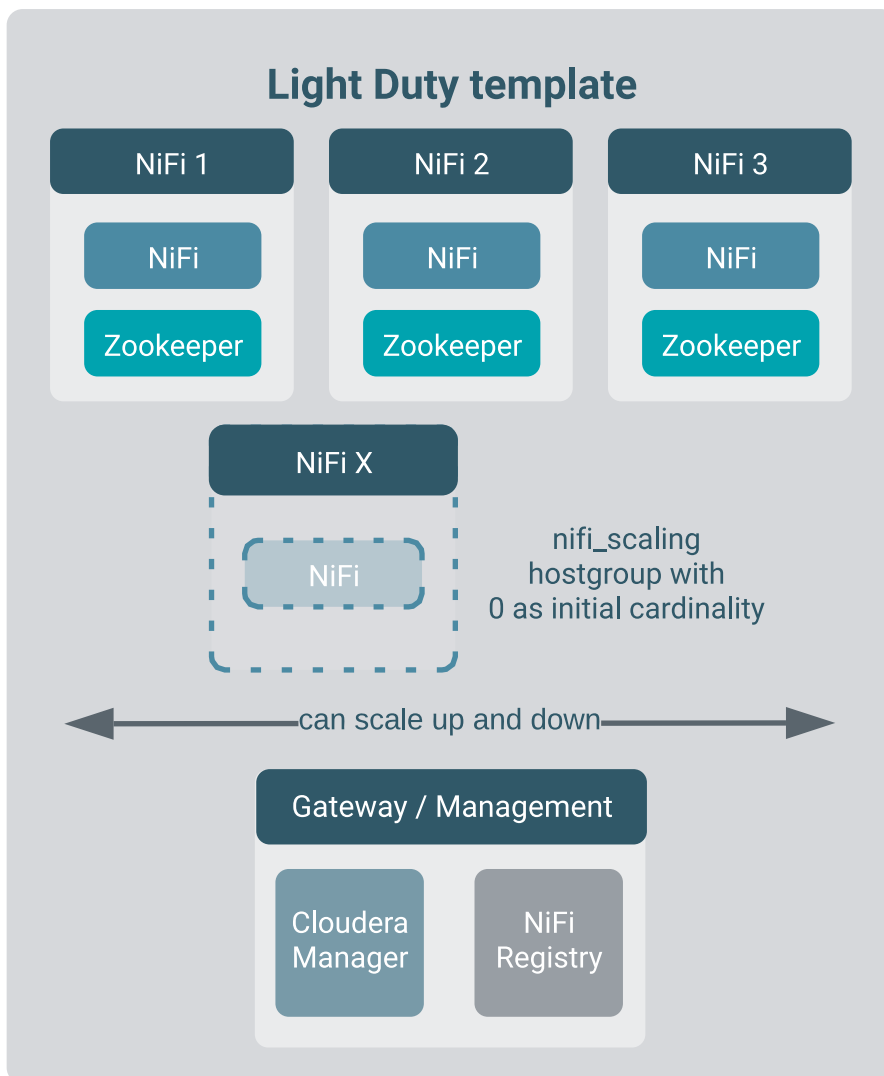 Light Duty template
NiFi 1
NiFi 2
NiFi 3
NiFi
NiFi
NiFi
Zookeeper
Zookeeper
Zookeeper
NiFi X
NiFi
nifi_scaling
hostgroup with
0 as initial cardinality
can scale up and down
Gateway / Management
Cloudera
Manager
NiFi
Registry